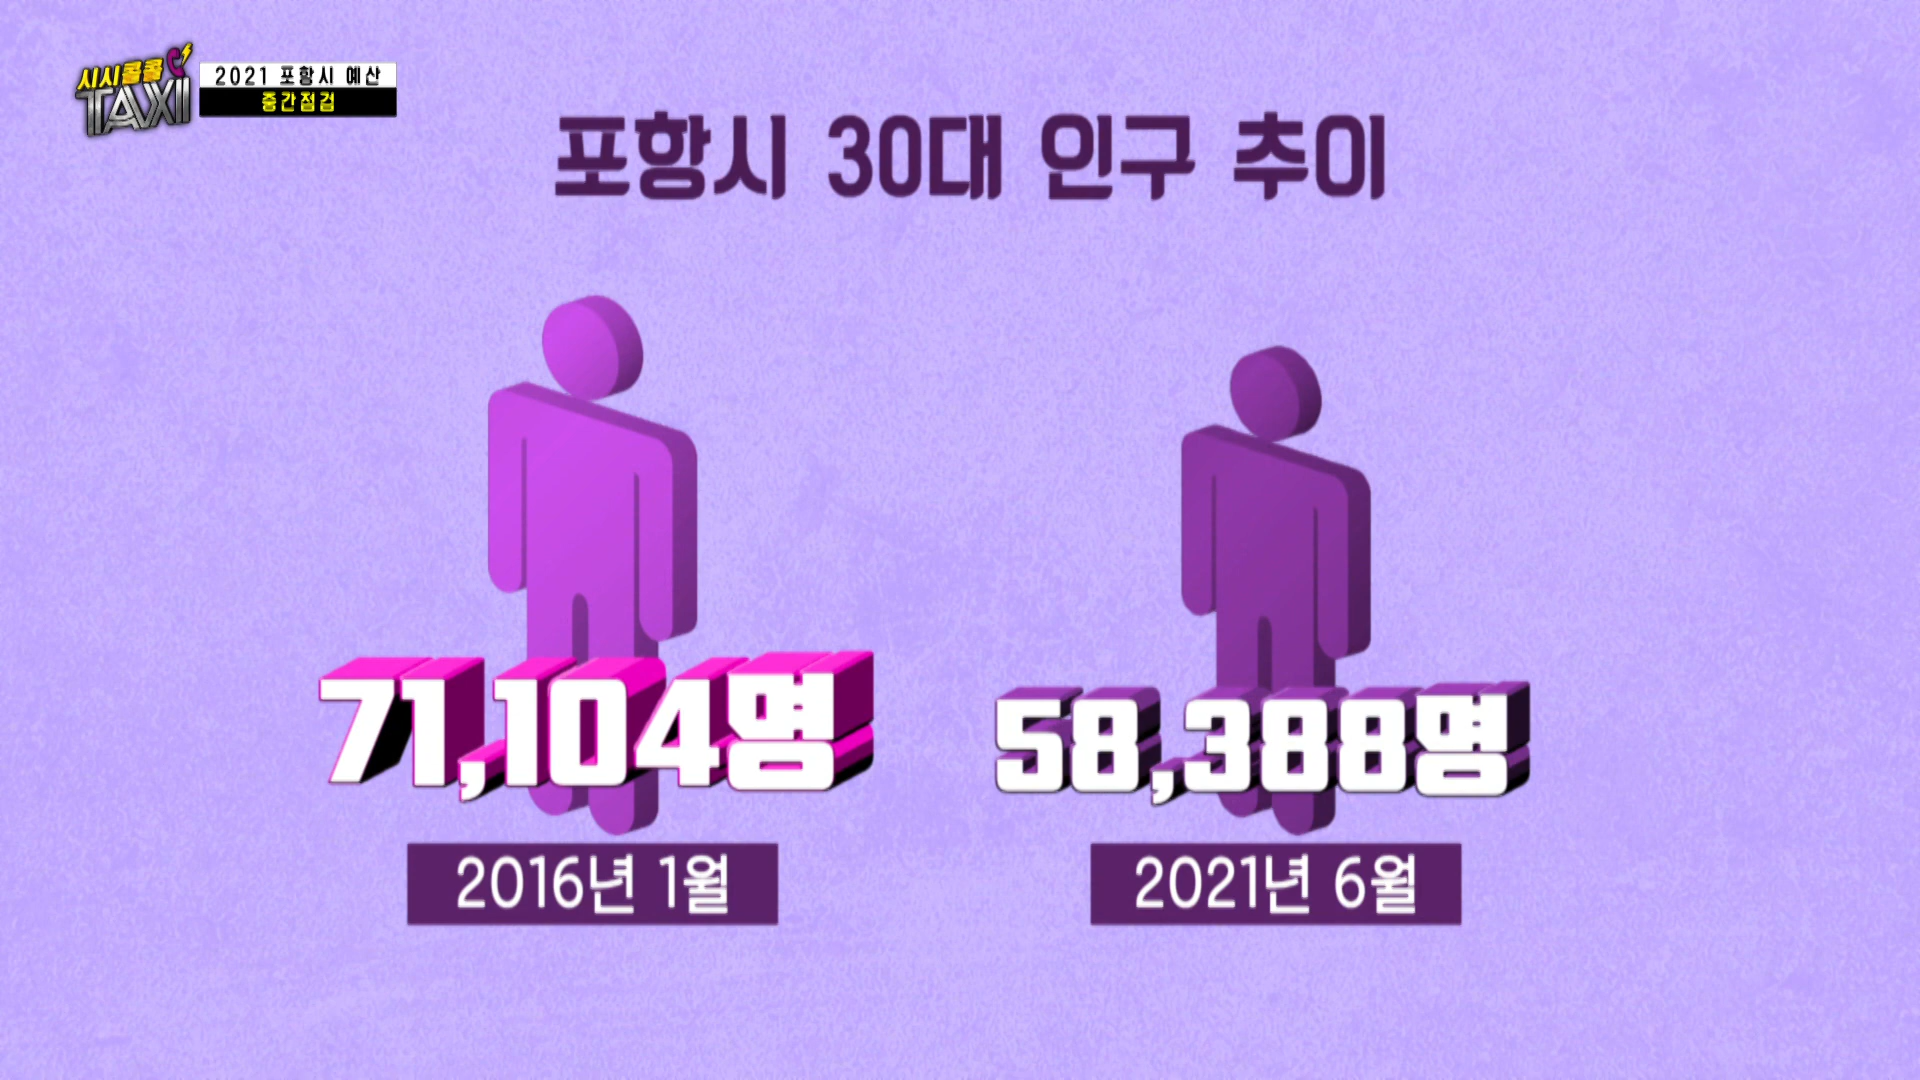 시시콜콜
TAXI
2021 포항시 예산
중간점검
포항시 30대 인구 추이
71,104명
58,388명
2016년 1월
2021년 6월